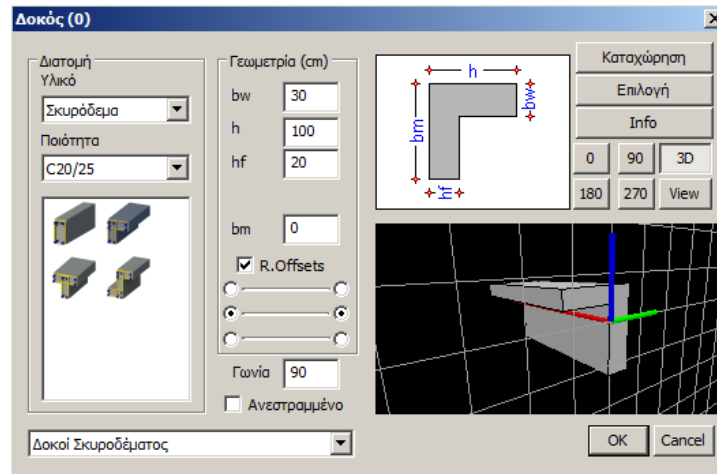 Δοκός (0)
Διατομή
Υλικό
Σκυρόδεμα
Ποιότητα
C20/25
Γεωμετρία (cm)
bw 30
h 100
hf 20
bm 0
R.Offsets
Γωνία 90
Ανεστραμμένο
Δοκοί Σκυροδέματος
h
bw
bm
hf
Καταχώρηση
Επιλογή
Info
0 90 3D
180 270 View
OK Cancel